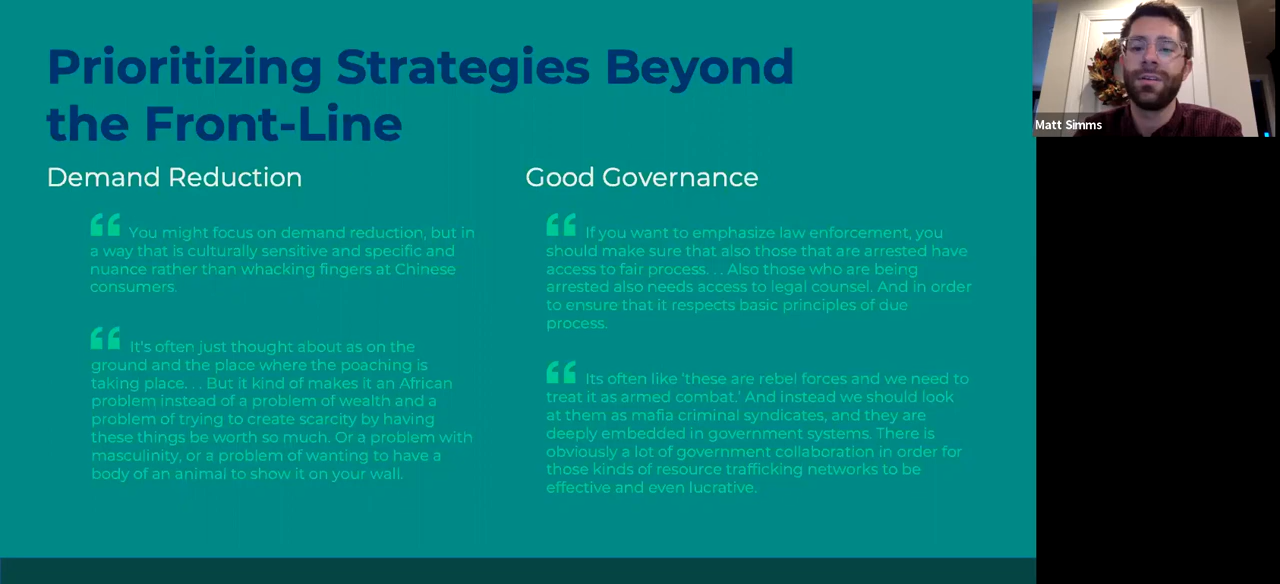 Prioritizing Strategies Beyond
the Front-Line
Demand Reduction
“ You might focus on demand reduction, but in
a way that is culturally sensitive and specific and
nuance rather than whacking fingers at Chinese
consumers.
“ It's often just thought about as on the
ground and the place where the poaching is
taking place. . . But it kind of makes it an African
problem instead of a problem of wealth and a
problem of trying to create scarcity by having
these things be worth so much. Or a problem with
masculinity, or a problem of wanting to have a
body of an animal to show it on your wall.
Good Governance
“ If you want to emphasize law enforcement, you
should make sure that also those that are arrested have
access to fair process. . . Also those who are being
arrested also needs access to legal counsel. And in order
to ensure that it respects basic principles of due
process.
“ Its often like ‘these are rebel forces and we need to
treat it as armed combat.’ And instead we should look
at them as mafia criminal syndicates, and they are
deeply embedded in government systems. There is
obviously a lot of government collaboration in order for
those kinds of resource trafficking networks to be
effective and even lucrative.
Matt Simms